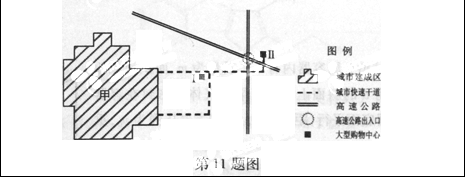 图 例
城市建成区
城市快速干道
高速公路
高速公路出入口
大型购物中心
甲
II
第11题图